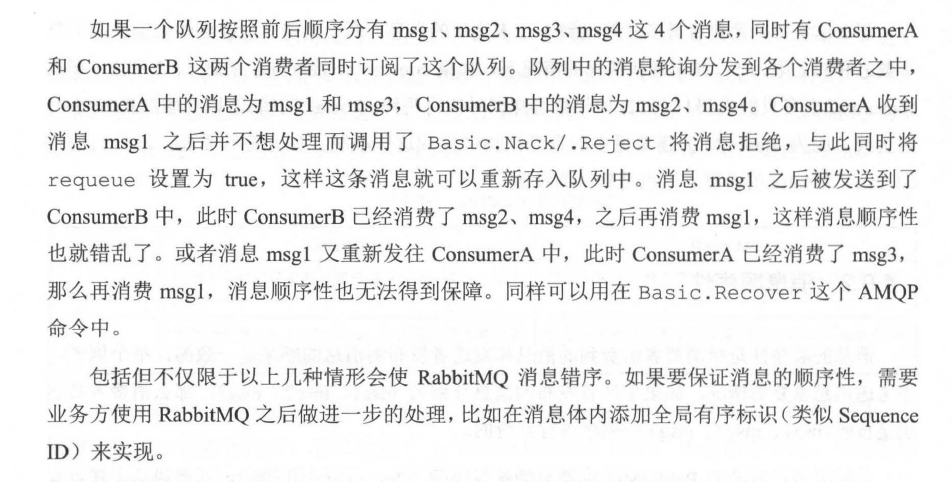 如果一个队列按照前后顺序分有 msg1、msg2、msg3、msg4 这 4 个消息，同时有 ConsumerA
和 ConsumerB 这两个消费者同时订阅了这个队列。队列中的消息轮询分发到各个消费者之中，
ConsumerA 中的消息为 msg1 和 msg3，ConsumerB 中的消息为 msg2、msg4。ConsumerA 收到
消息 msg1 之后并不想处理而调用了 Basic.Nack/.Reject 将消息拒绝，与此同时将
requeue 设置为 true，这样这条消息就可以重新存入队列中。消息 msg1 之后被发送到了
ConsumerB 中，此时 ConsumerB 已经消费了 msg2、msg4，之后再消费 msg1，这样消息顺序性
也就错乱了。或者消息 msg1 又重新发往 ConsumerA 中，此时 ConsumerA 已经消费了 msg3，
那么再消费 msg1，消息顺序性也无法得到保障。同样可以用在 Basic.Recover 这个 AMQP
命令中。
包括但不仅限于以上几种情形会使 RabbitMQ 消息错序。如果要保证消息的顺序性，需要
业务方使用 RabbitMQ 之后做进一步的处理，比如在消息体内添加全局有序标识（类似 Sequence
ID）来实现。